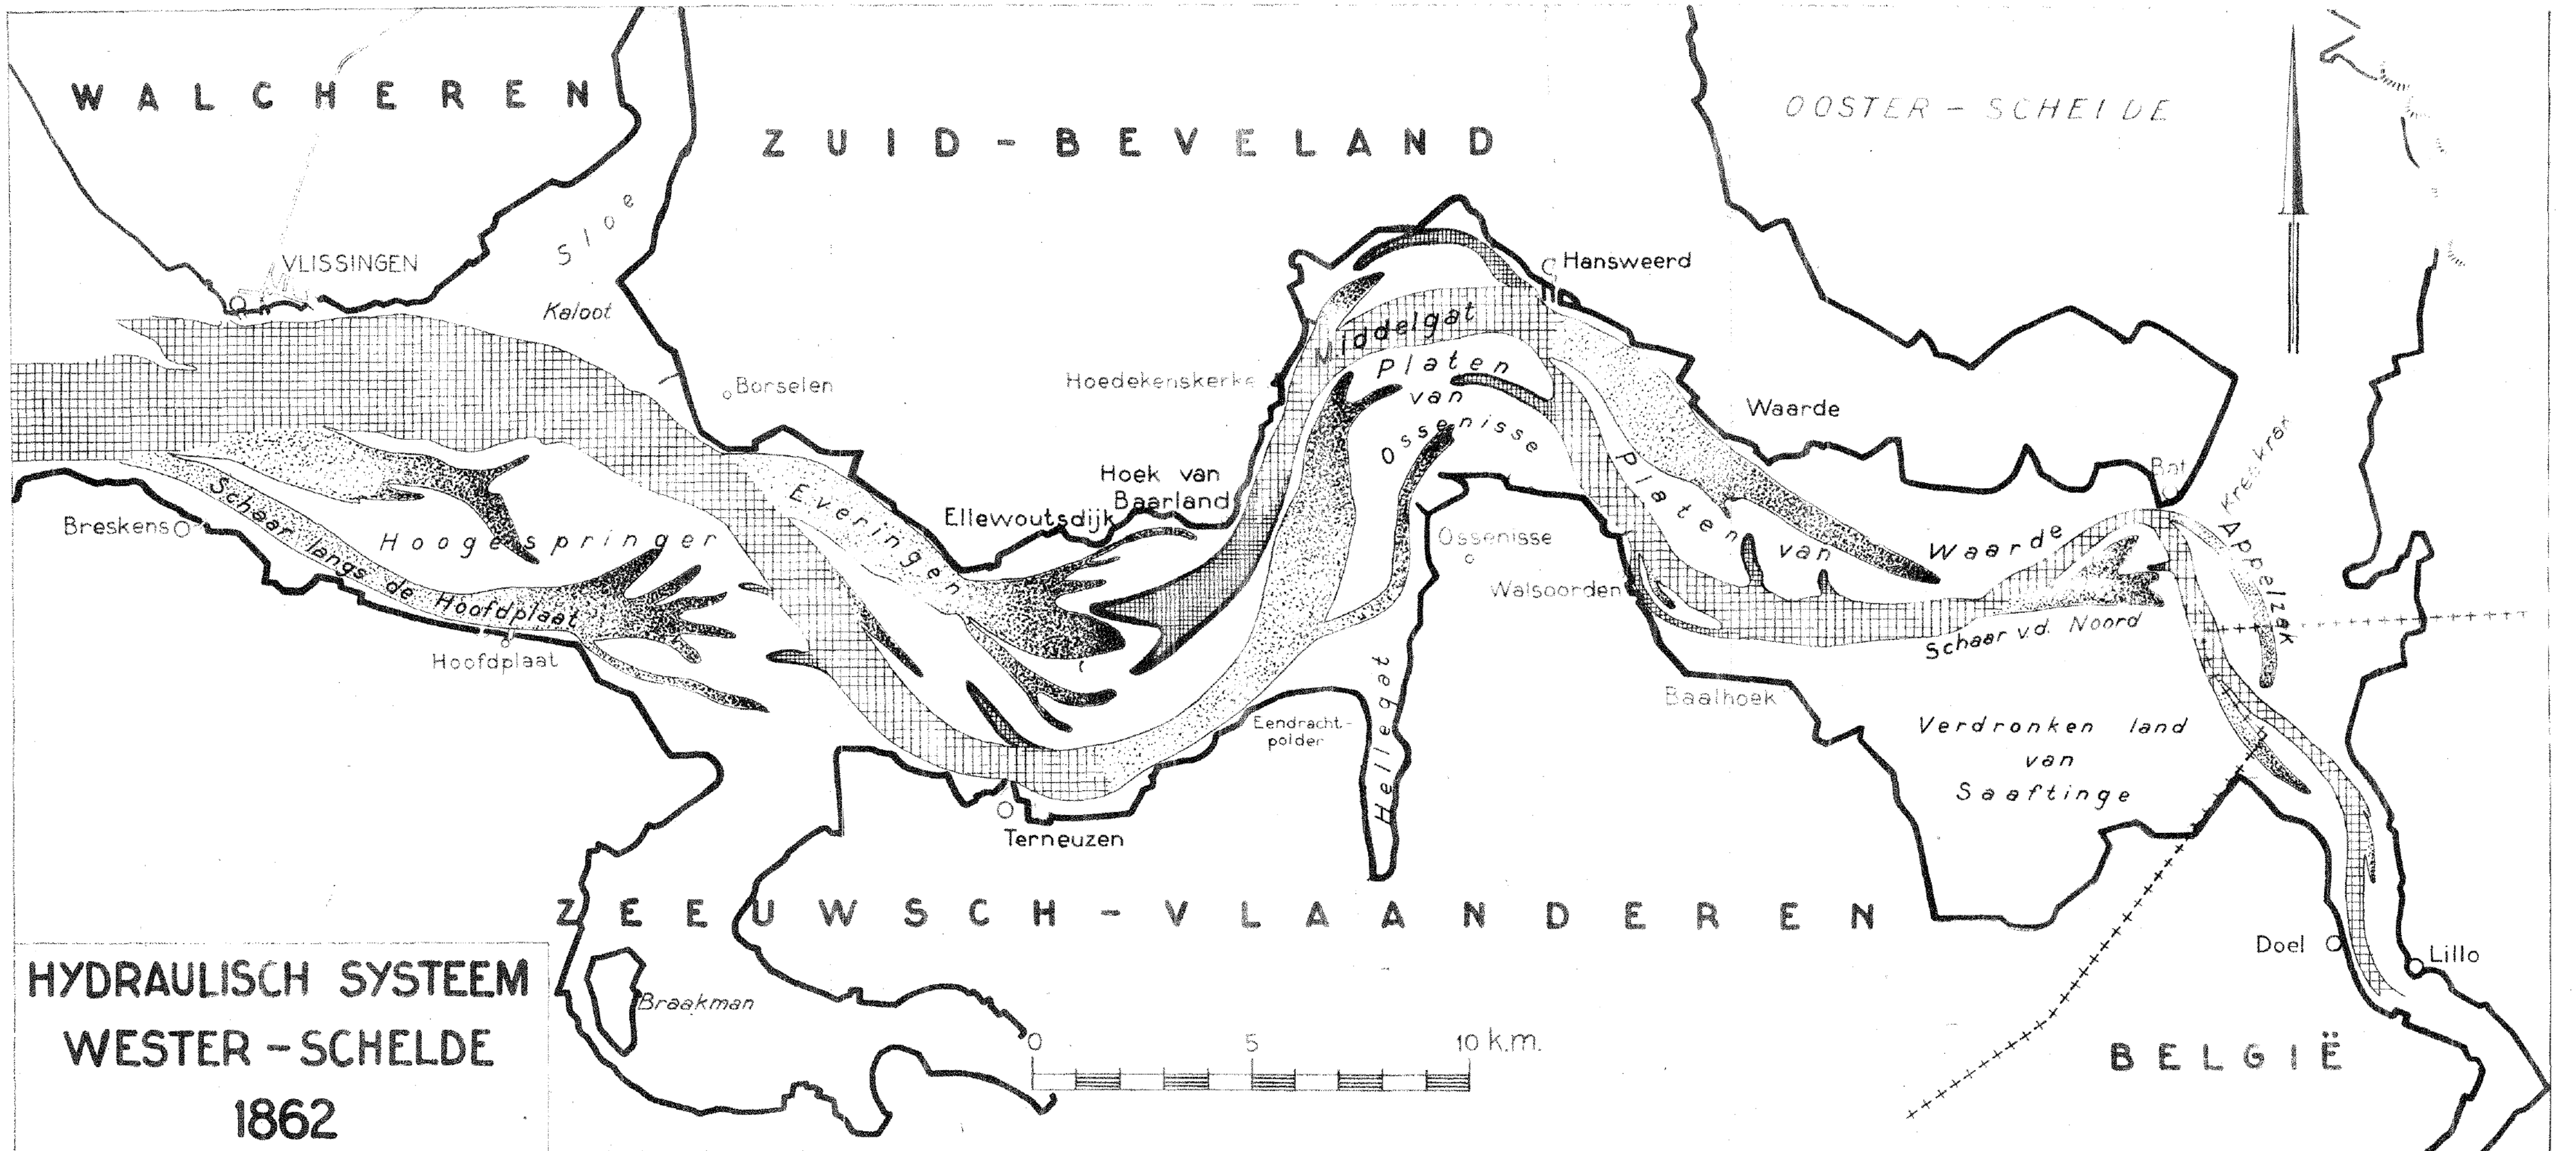 WALCHEREN
ZUID-BEVELAND
OOSTER-SCHELDE
Sloe
VLISSINGEN
Kaloot
Hansweerd
Middelgat
Borselen
Hoedekenskerke
Platen
van
Ossenisse
Waarde
Bat
Kreekrak
Hoek van
Baarland
Everingen
Ellewoutsdijk
Breskens
Schaar langs de Hoofdplaat
Hoogespringer
Platen van Waarde
Appelzak
Ossenisse
Walsoorden
Schaar v.d. Noord
Hoofdplaat
Hellegat
Baalhoek
Eendracht-
polder
Verdronken land
van
Saaftinge
Terneuzen
ZEEUWSCH-VLAANDEREN
Doel
Lillo
Braakman
0 5 10 k.m.
BELGIË
HYDRAULISCH SYSTEEM
WESTER-SCHELDE
1862